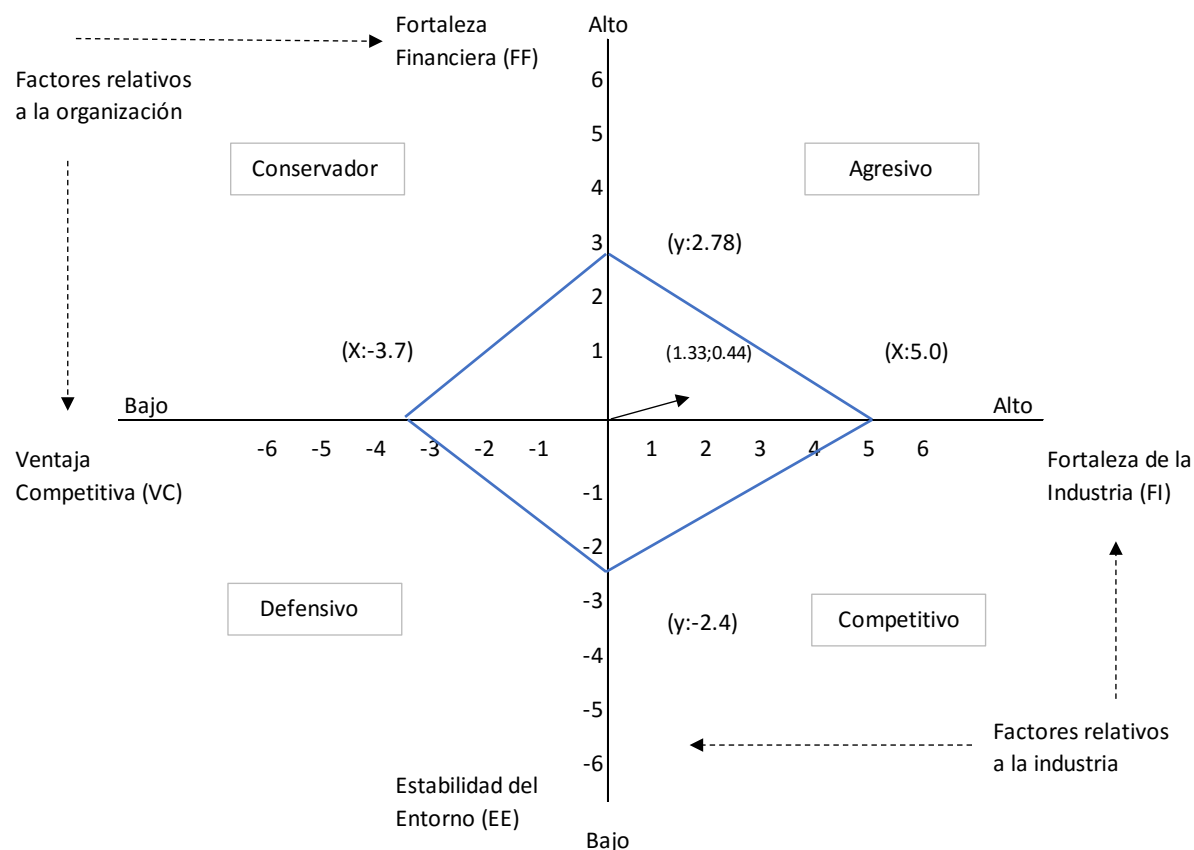 Fortaleza
Financiera (FF)
Alto
Factores relativos
a la organización
6
5
Conservador
Agresivo
4
3
(y:2.78)
2
(X:-3.7)
1
(1.33;0.44)
(X:5.0)
Bajo
Alto
-6 -5 -4 -3 -2 -1 1 2 3 4 5 6
Ventaja
Competitiva (VC)
Fortaleza de la
Industria (FI)
-1
-2
Defensivo
-3
(y:-2.4)
Competitivo
-4
-5
Factores relativos
a la industria
-6
Estabilidad del
Entorno (EE)
Bajo